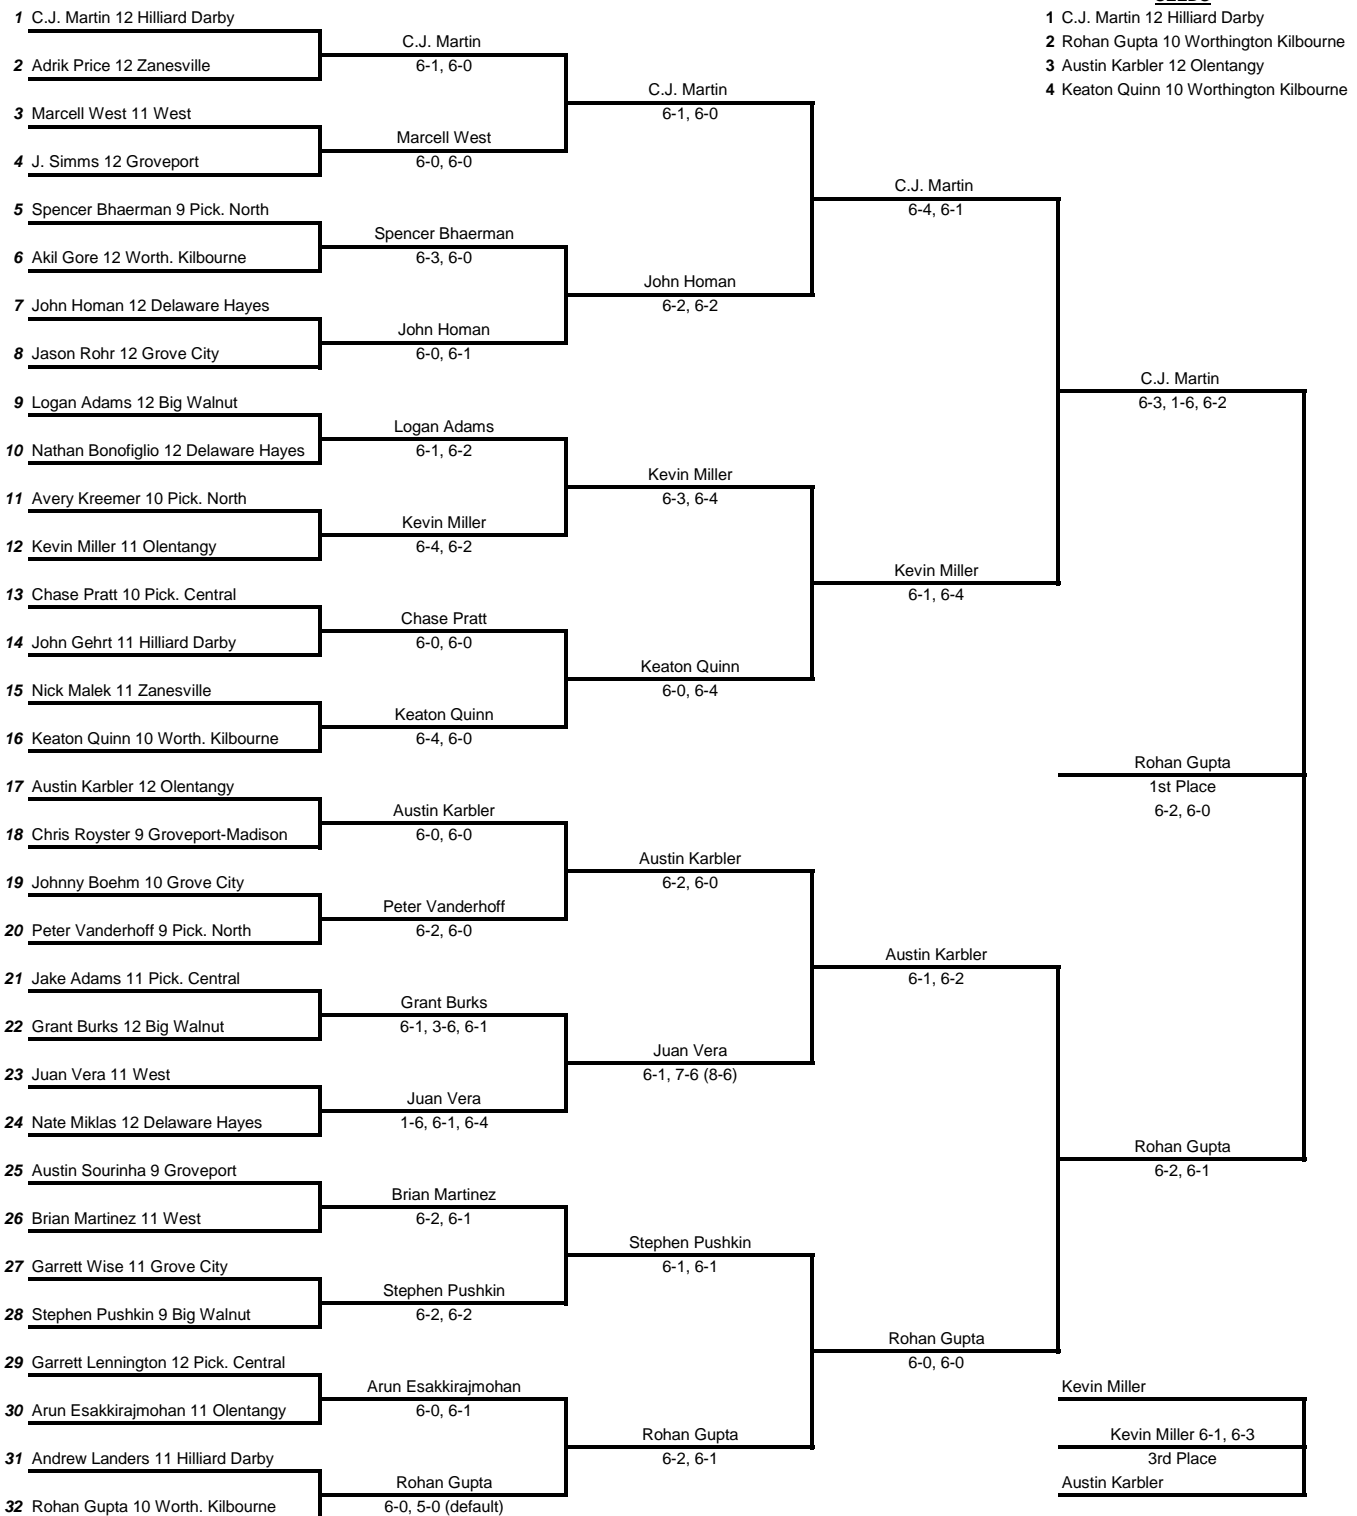 1 C.J. Martin 12 Hilliard Darby
2 Adrik Price 12 Zanesville
3 Marcell West 11 West
4 J. Simms 12 Groveport
5 Spencer Bhaerman 9 Pick. North
6 Akil Gore 12 Worth. Kilbourne
7 John Homan 12 Delaware Hayes
8 Jason Rohr 12 Grove City
9 Logan Adams 12 Big Walnut
10 Nathan Bonofiglio 12 Delaware Hayes
11 Avery Kreemer 10 Pick. North
12 Kevin Miller 11 Olentangy
13 Chase Pratt 10 Pick. Central
14 John Gehrt 11 Hilliard Darby
15 Nick Malek 11 Zanesville
16 Keaton Quinn 10 Worth. Kilbourne
17 Austin Karbler 12 Olentangy
18 Chris Royster 9 Groveport-Madison
19 Johnny Boehm 10 Grove City
20 Peter Vanderhoff 9 Pick. North
21 Jake Adams 11 Pick. Central
22 Grant Burks 12 Big Walnut
23 Juan Vera 11 West
24 Nate Miklas 12 Delaware Hayes
25 Austin Sourinha 9 Groveport
26 Brian Martinez 11 West
27 Garrett Wise 11 Grove City
28 Stephen Pushkin 9 Big Walnut
29 Garrett Lennington 12 Pick. Central
30 Arun Esakkirajmohan 11 Olentangy
31 Andrew Landers 11 Hilliard Darby
32 Rohan Gupta 10 Worth. Kilbourne
C.J. Martin
6-1, 6-0
Marcell West
6-0, 6-0
Spencer Bhaerman
6-3, 6-0
John Homan
6-0, 6-1
Logan Adams
6-1, 6-2
Kevin Miller
6-4, 6-2
Chase Pratt
6-0, 6-0
Keaton Quinn
6-4, 6-0
Austin Karbler
6-0, 6-0
Peter Vanderhoff
6-2, 6-0
Grant Burks
6-1, 3-6, 6-1
Juan Vera
1-6, 6-1, 6-4
Brian Martinez
6-2, 6-1
Stephen Pushkin
6-2, 6-2
Arun Esakkirajmohan
6-0, 6-1
Rohan Gupta
6-0, 5-0 (default)
C.J. Martin
6-1, 6-0
John Homan
6-2, 6-2
Kevin Miller
6-3, 6-4
Keaton Quinn
6-0, 6-4
Austin Karbler
6-2, 6-0
Juan Vera
6-1, 7-6 (8-6)
Stephen Pushkin
6-1, 6-1
Rohan Gupta
6-2, 6-1
C.J. Martin
6-4, 6-1
Kevin Miller
6-1, 6-4
Austin Karbler
6-1, 6-2
Rohan Gupta
6-0, 6-0
1 C.J. Martin 12 Hilliard Darby
2 Rohan Gupta 10 Worthington Kilbourne
3 Austin Karbler 12 Olentangy
4 Keaton Quinn 10 Worthington Kilbourne
C.J. Martin
6-3, 1-6, 6-2
Rohan Gupta
1st Place
6-2, 6-0
Rohan Gupta
6-2, 6-1
Kevin Miller
Kevin Miller 6-1, 6-3
3rd Place
Austin Karbler